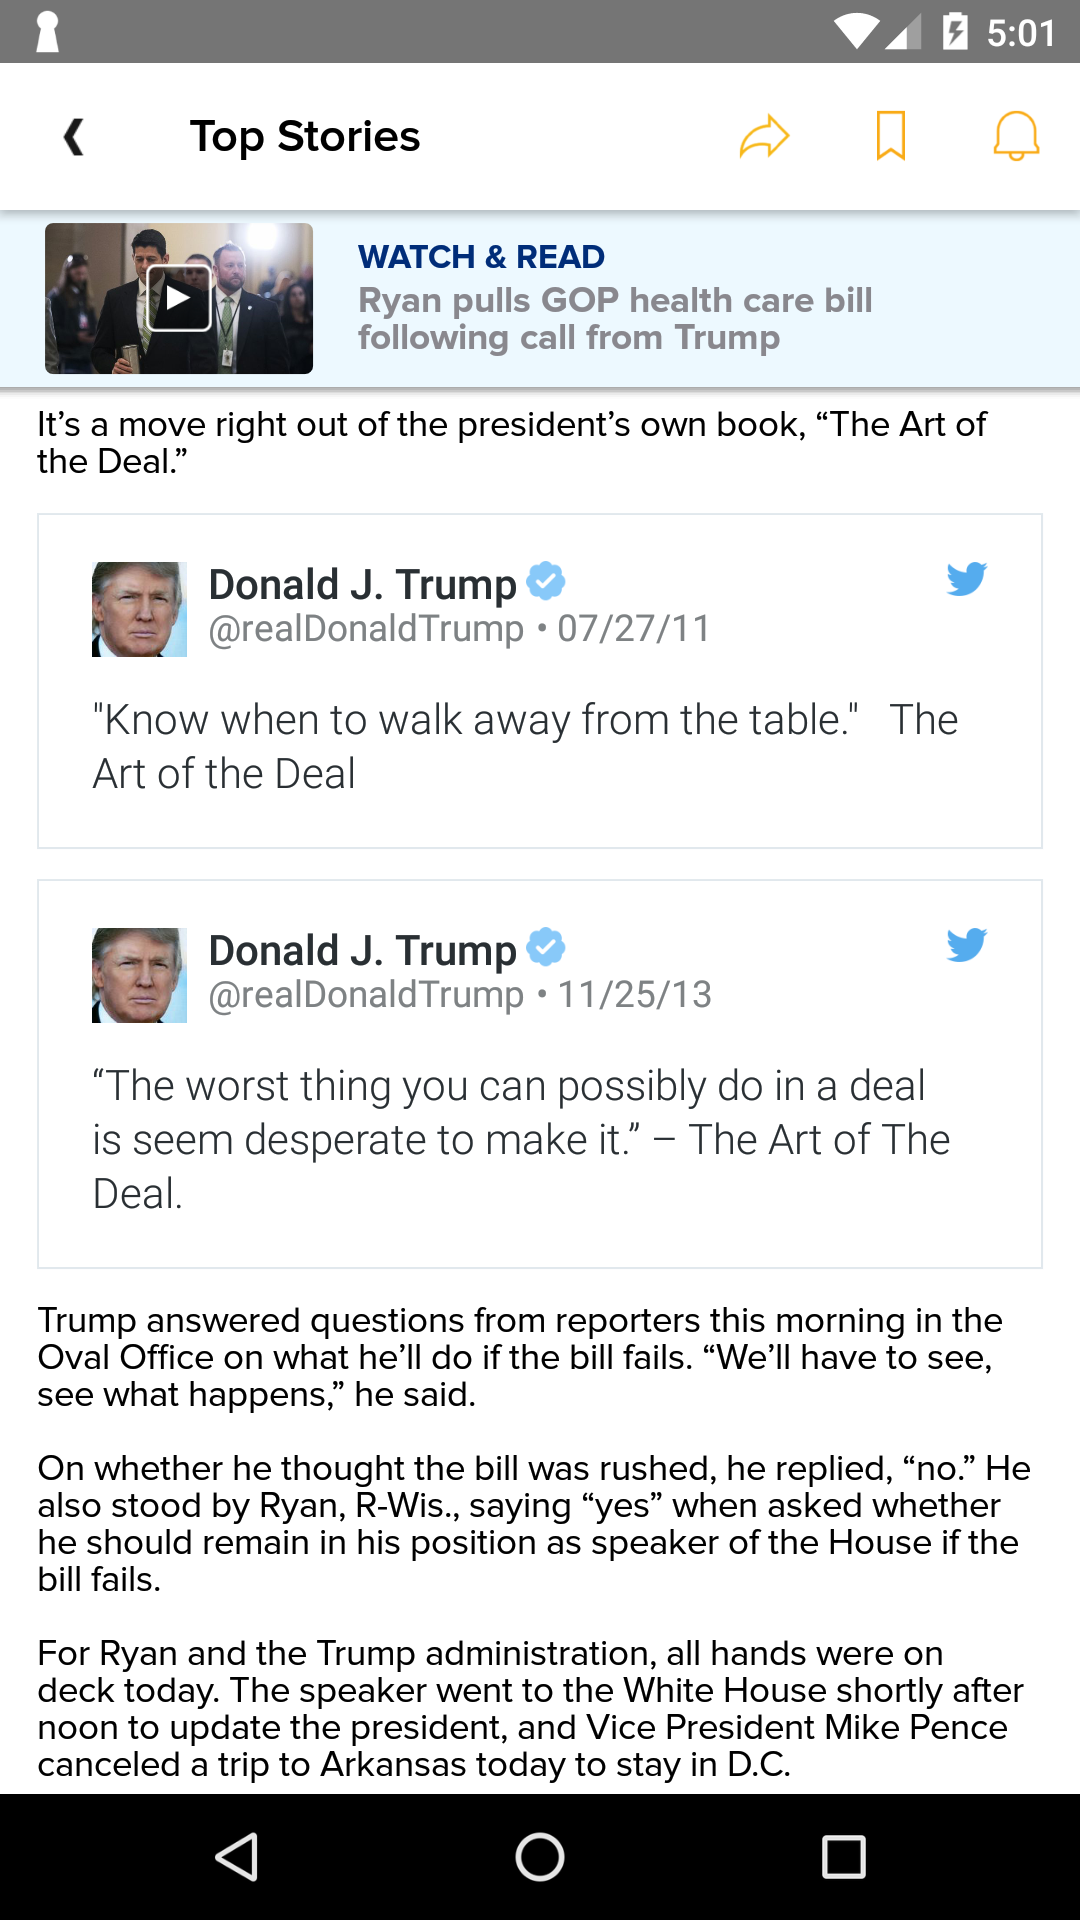 5:01
Top Stories
WATCH & READ
Ryan pulls GOP health care bill
following call from Trump
It’s a move right out of the president’s own book, “The Art of
the Deal.”
Donald J. Trump
@realDonaldTrump • 07/27/11
"Know when to walk away from the table."   The
Art of the Deal
Donald J. Trump
@realDonaldTrump • 11/25/13
“The worst thing you can possibly do in a deal
is seem desperate to make it.” – The Art of The
Deal.
Trump answered questions from reporters this morning in the
Oval Office on what he’ll do if the bill fails. “We’ll have to see,
see what happens,” he said.
On whether he thought the bill was rushed, he replied, “no.” He
also stood by Ryan, R-Wis., saying “yes” when asked whether
he should remain in his position as speaker of the House if the
bill fails.
For Ryan and the Trump administration, all hands were on
deck today. The speaker went to the White House shortly after
noon to update the president, and Vice President Mike Pence
canceled a trip to Arkansas today to stay in D.C.